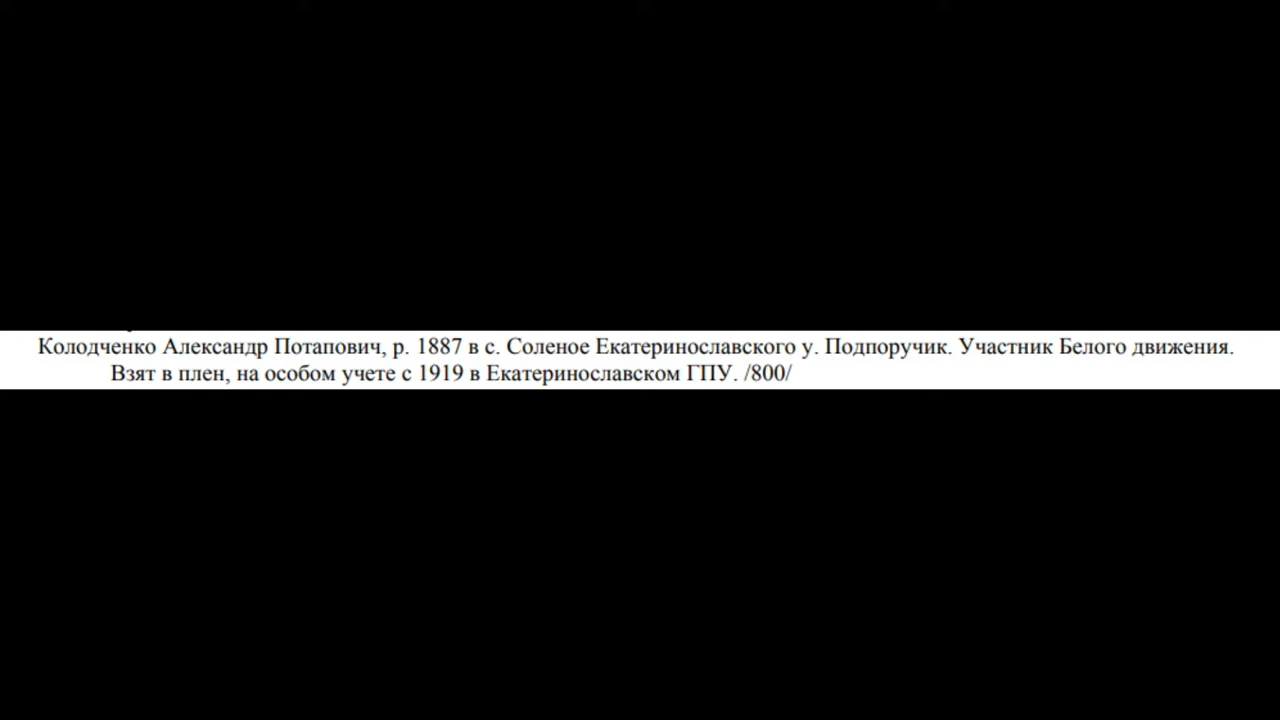 Колодченко Александр Потапович, р. 1887 в с. Соленое Екатеринославского у. Подпоручик. Участник Белого движения.
Взят в плен, на особом учете с 1919 в Екатеринославском ГПУ. /800/